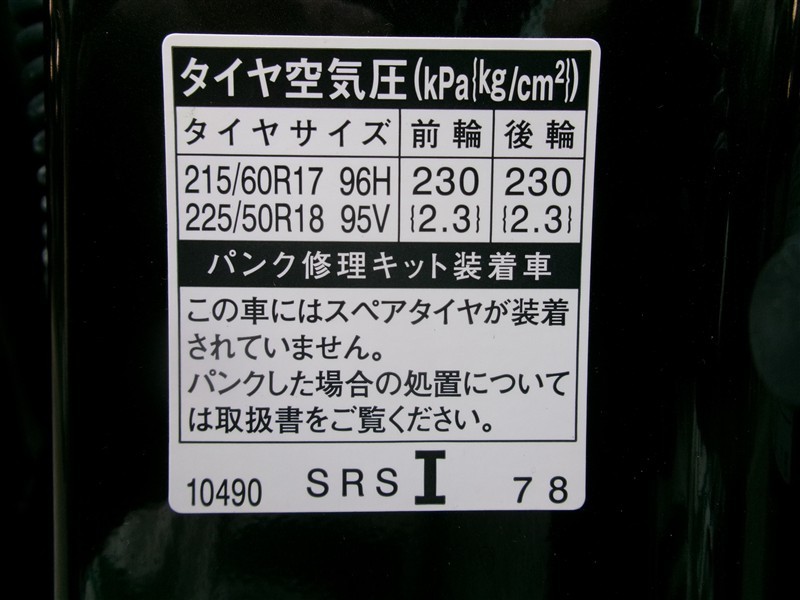 タイヤ空気圧(kPa{kg/cm²})
タイヤサイズ 前輪 後輪
215/60R17 96H 230 230
225/50R18 95V {2.3} {2.3}
パンク修理キット装着車
この車にはスペアタイヤが装着
されていません。
パンクした場合の処置について
は取扱書をご覧ください。
10490 SRS I 78